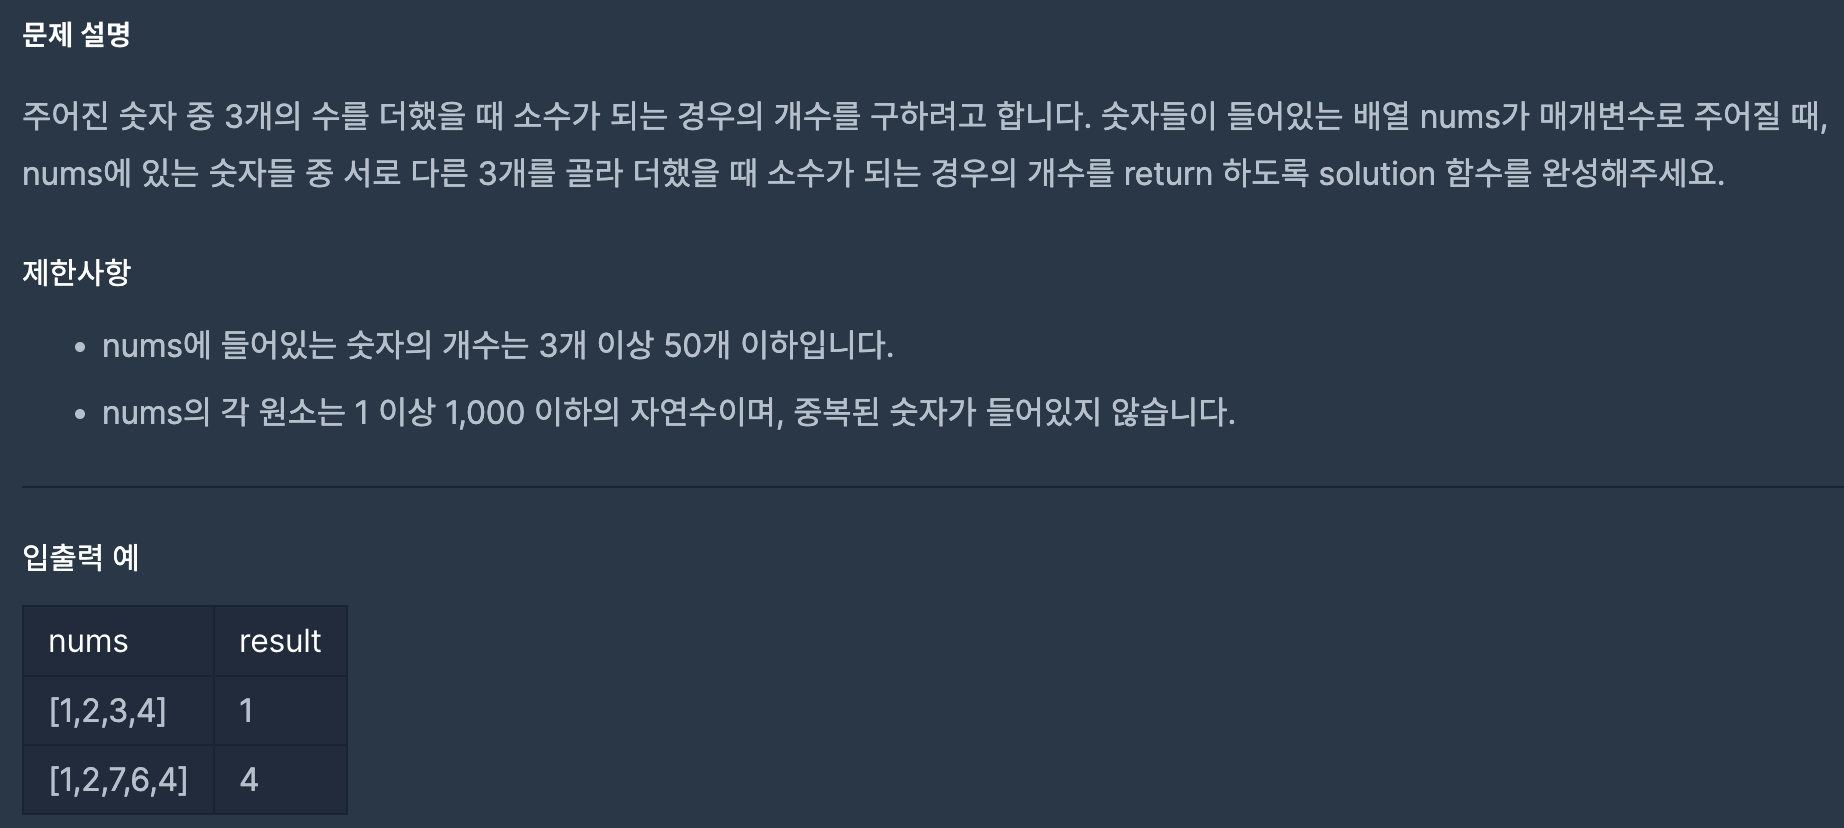 문제 설명
주어진 숫자 중 3개의 수를 더했을 때 소수가 되는 경우의 개수를 구하려고 합니다. 숫자들이 들어있는 배열 nums가 매개변수로 주어질 때,
nums에 있는 숫자들 중 서로 다른 3개를 골라 더했을 때 소수가 되는 경우의 개수를 return 하도록 solution 함수를 완성해주세요.
제한사항
• nums에 들어있는 숫자의 개수는 3개 이상 50개 이하입니다.
• nums의 각 원소는 1 이상 1,000 이하의 자연수이며, 중복된 숫자가 들어있지 않습니다.
입출력 예
nums result
[1,2,3,4] 1
[1,2,7,6,4] 4